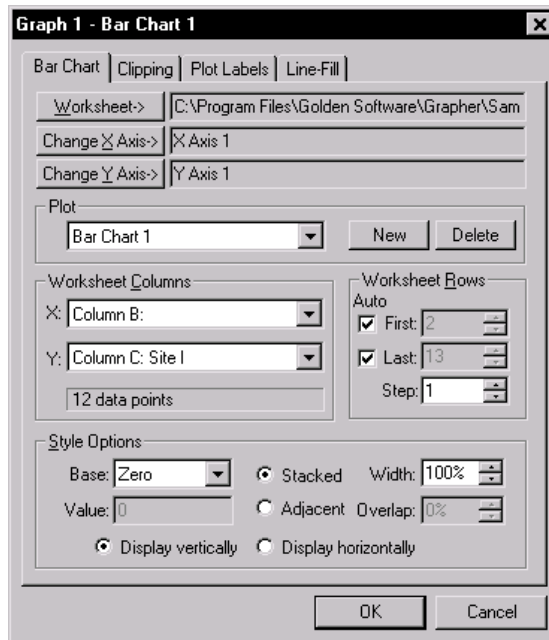 Graph 1 - Bar Chart 1
Bar Chart Clipping Plot Labels Line-Fill
Worksheet-> C:\Program Files\Golden Software\Grapher\Sam
Change X Axis-> X Axis 1
Change Y Axis-> Y Axis 1
Plot
Bar Chart 1 New Delete
Worksheet Columns Worksheet Rows
Auto
X: Column B: First: 2
Y: Column C: Site I Last: 13
12 data points Step: 1
Style Options
Base: Zero Stacked Width: 100%
Value: 0 Adjacent Overlap: 0%
Display vertically Display horizontally
OK Cancel